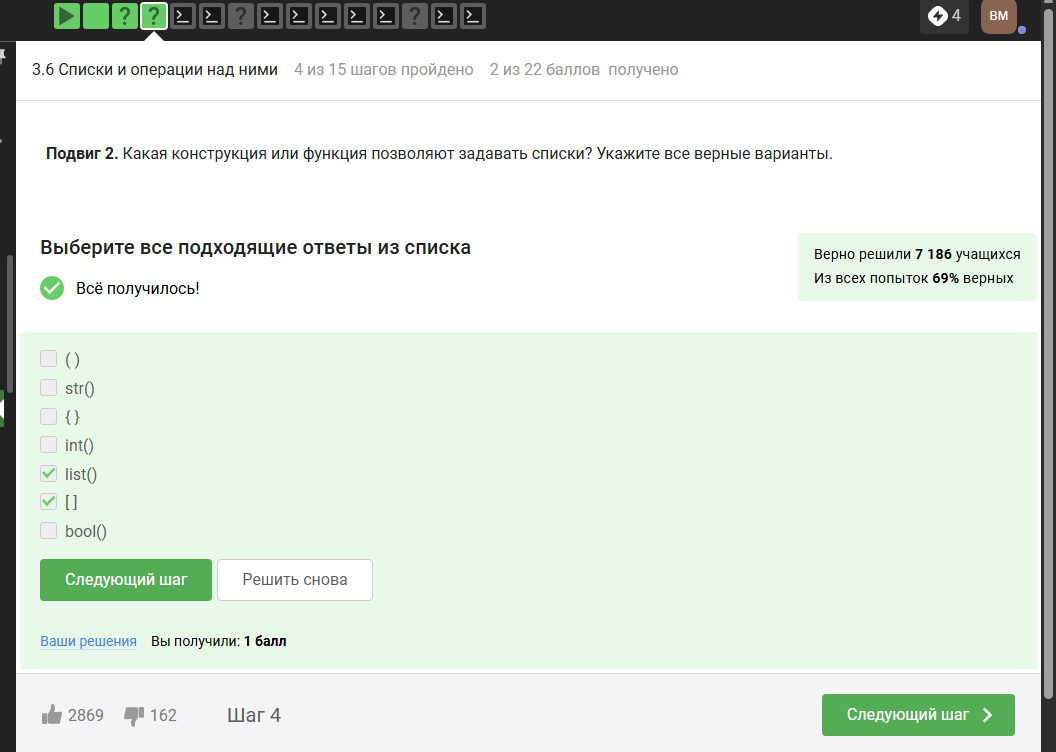 4
ВМ
3.6 Списки и операции над ними 4 из 15 шагов пройдено 2 из 22 баллов получено
Подвиг 2. Какая конструкция или функция позволяют задавать списки? Укажите все верные варианты.
Выберите все подходящие ответы из списка
Верно решили 7 186 учащихся
Из всех попыток 69% верных
Всё получилось!
( )
str()
{ }
int()
list()
[ ]
bool()
Следующий шаг Решить снова
Ваши решения Вы получили: 1 балл
2869 162 Шаг 4 Следующий шаг